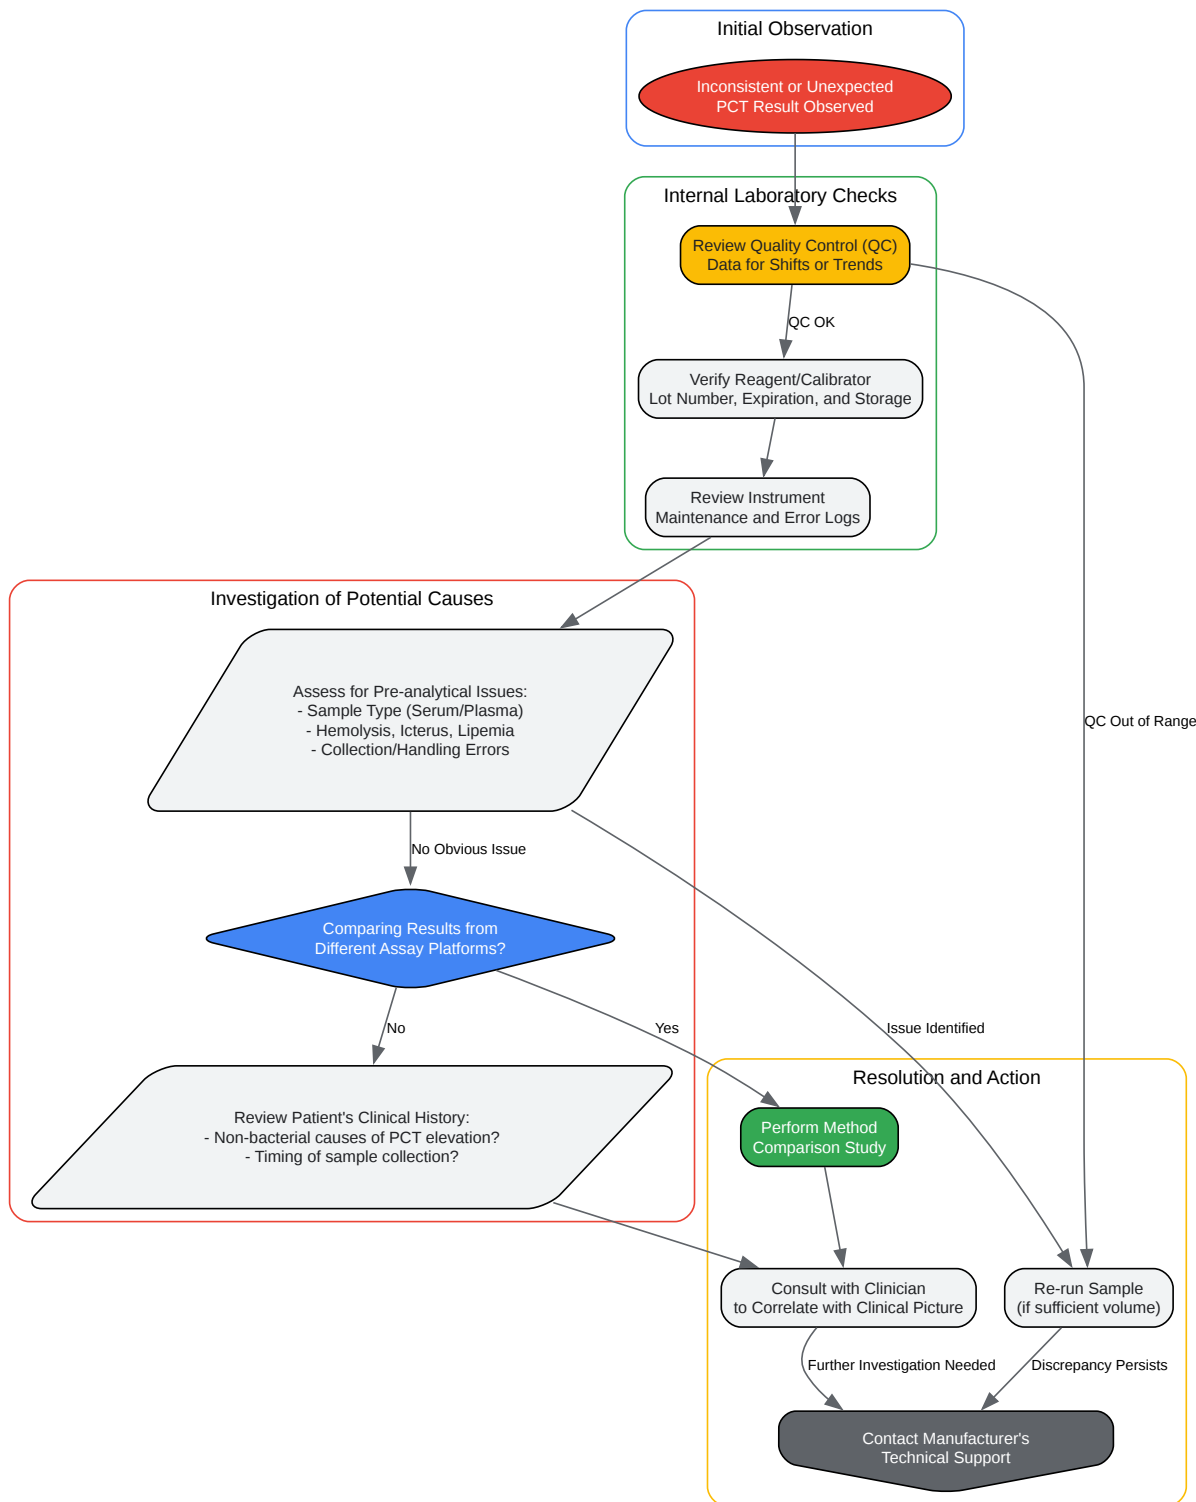 Initial Observation
Inconsistent or Unexpected
PCT Result Observed
Internal Laboratory Checks
Review Quality Control (QC)
Data for Shifts or Trends
QC OK
Verify Reagent/Calibrator
Lot Number, Expiration, and Storage
Review Instrument
Maintenance and Error Logs
Investigation of Potential Causes
Assess for Pre-analytical Issues:
- Sample Type (Serum/Plasma)
- Hemolysis, Icterus, Lipemia
- Collection/Handling Errors
QC Out of Range
No Obvious Issue
Comparing Results from
Different Assay Platforms?
No
Yes
Issue Identified
Review Patient's Clinical History:
- Non-bacterial causes of PCT elevation?
- Timing of sample collection?
Resolution and Action
Perform Method
Comparison Study
Consult with Clinician
to Correlate with Clinical Picture
Re-run Sample
(if sufficient volume)
Further Investigation Needed
Discrepancy Persists
Contact Manufacturer's
Technical Support